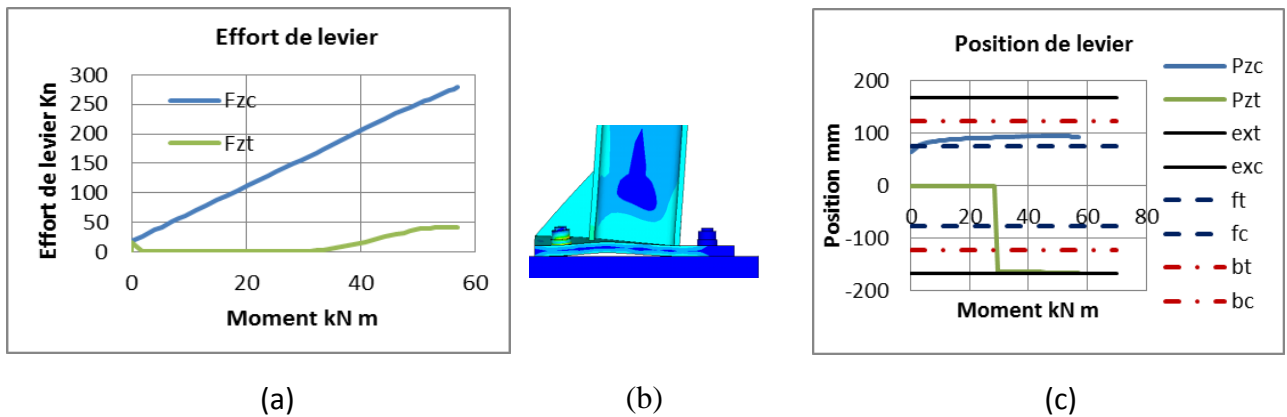 Effort de levier
Effort de levier Kn
300
250
200
150
100
50
0
Fzc
Fzt
0
20
40
60
Moment kN m
(a)
(b)
Position de levier
Position mm
200
100
0
-100
-200
0
20
40
60
80
Moment kN m
Pzc
Pzt
ext
exc
ft
fc
bt
bc
(c)